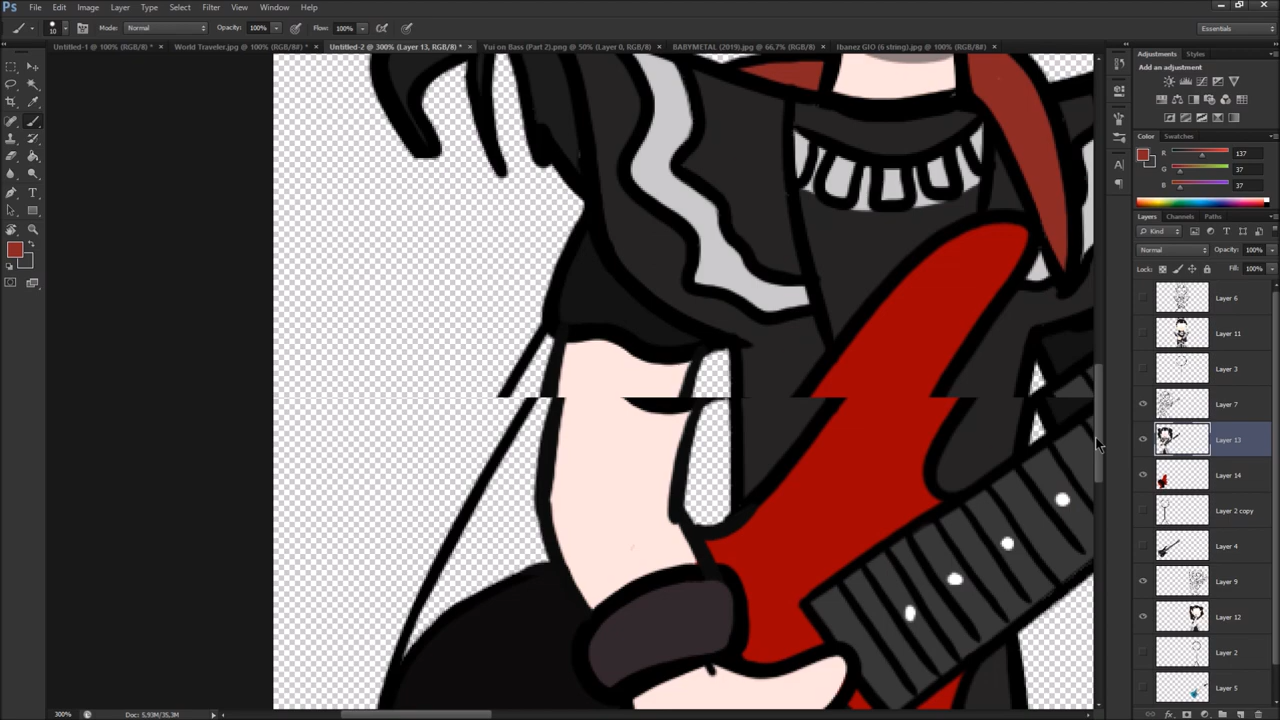 Ps File Edit Image Layer Type Select Filter View Window Help
10 Mode: Normal Opacity: 100% Flow: 100% Essentials
Untitled-1 @ 100% (RGB/8) * × World Traveler.jpg @ 100% (RGB/8#) * × Untitled-2 @ 300% (Layer 13, RGB/8) * × Yui on Bass (Part 2).png @ 50% (Layer 0, RGB/8) × BABYMETAL (2019).jpg @ 66,7% (RGB/8#) × Ibanez GIO (6 string).jpg @ 100% (RGB/8#) ×
Adjustments Styles
Add an adjustment
Color Swatches
R 137
G 37
B 37
Layers Channels Paths
Kind
Normal Opacity: 100%
Lock: Fill: 100%
Layer 6
Layer 11
Layer 3
Layer 7
Layer 13
Layer 14
Layer 2 copy
Layer 4
Layer 9
Layer 12
Layer 2
Layer 5
300% Doc: 5,93M/35,3M